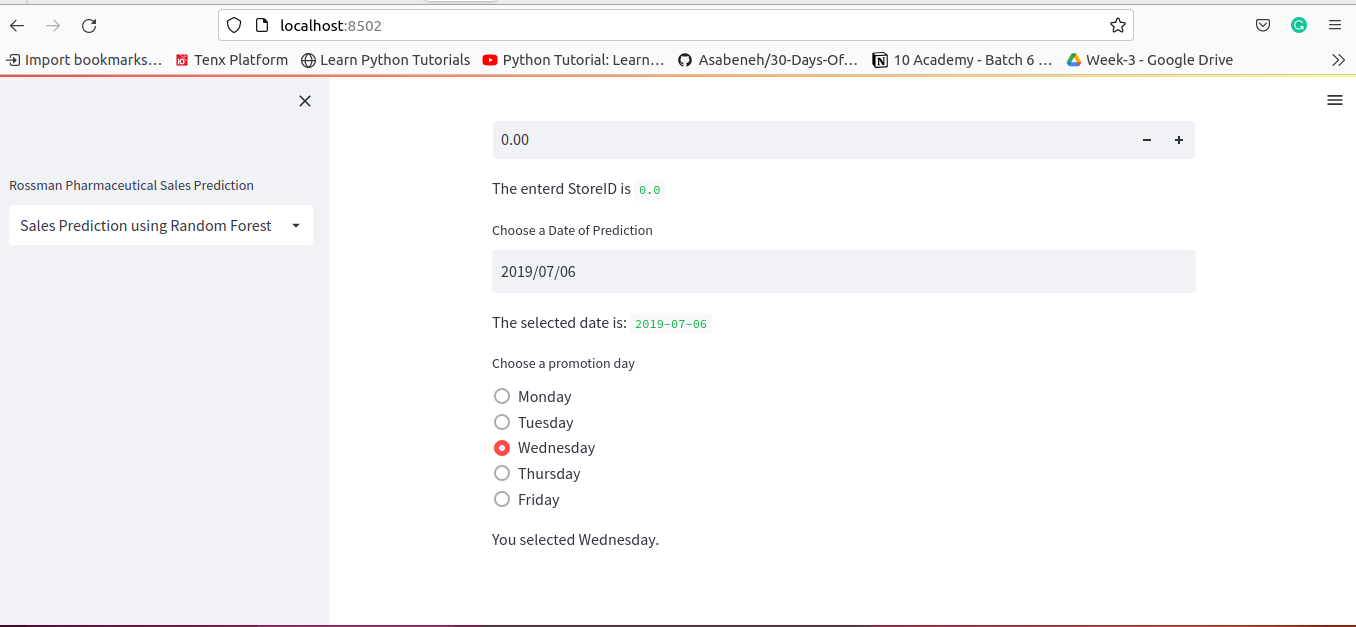 localhost:8502
Import bookmarks... Tenx Platform Learn Python Tutorials Python Tutorial: Learn... Asabeneh/30-Days-Of... 10 Academy - Batch 6 ... Week-3 - Google Drive
Rossman Pharmaceutical Sales Prediction
Sales Prediction using Random Forest
0.00
The enterd StoreID is 0.0
Choose a Date of Prediction
2019/07/06
The selected date is: 2019-07-06
Choose a promotion day
Monday
Tuesday
Wednesday
Thursday
Friday
You selected Wednesday.